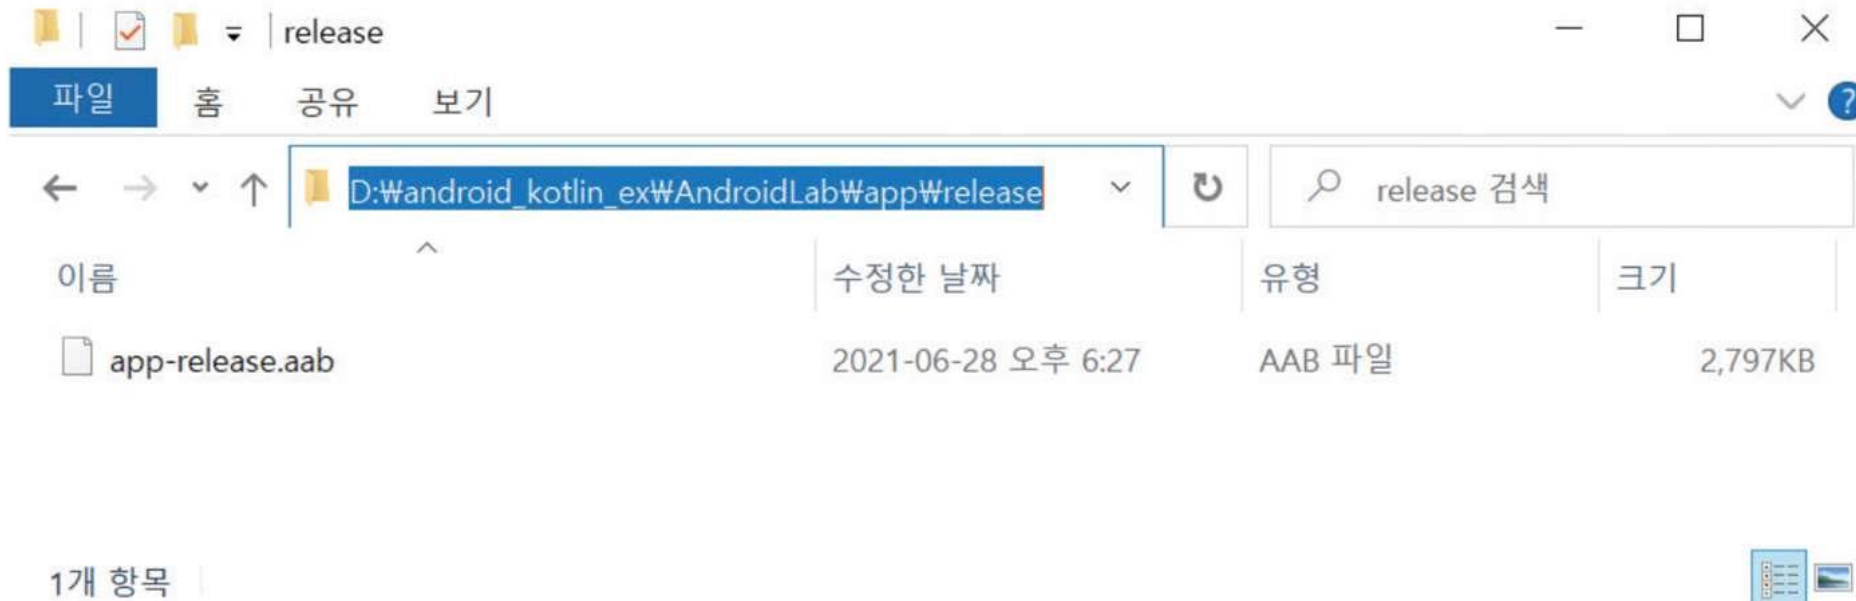 release
파일 홈 공유 보기 ?
D:₩android_kotlin_ex₩AndroidLab₩app₩release release 검색
이름 수정한 날짜 유형 크기
app-release.aab 2021-06-28 오후 6:27 AAB 파일 2,797KB
1개 항목